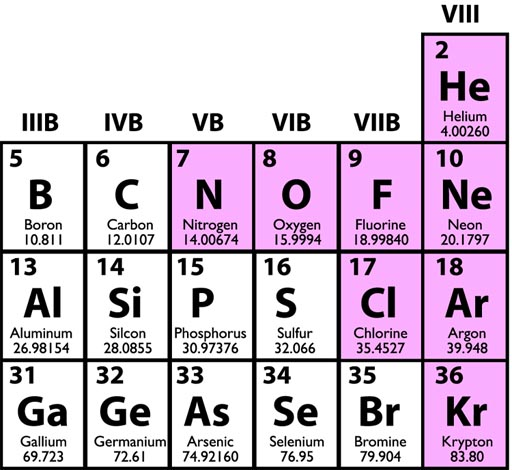 VIII
2
He
Helium
4.00260
IIIB IVB VB VIB VIIB
5 6 7 8 9 10
B C N O F Ne
Boron Carbon Nitrogen Oxygen Fluorine Neon
10.811 12.0107 14.00674 15.9994 18.99840 20.1797
13 14 15 16 17 18
Al Si P S Cl Ar
Aluminum Silcon Phosphorus Sulfur Chlorine Argon
26.98154 28.0855 30.97376 32.066 35.4527 39.948
31 32 33 34 35 36
Ga Ge As Se Br Kr
Gallium Germanium Arsenic Selenium Bromine Krypton
69.723 72.61 74.92160 76.95 79.904 83.80